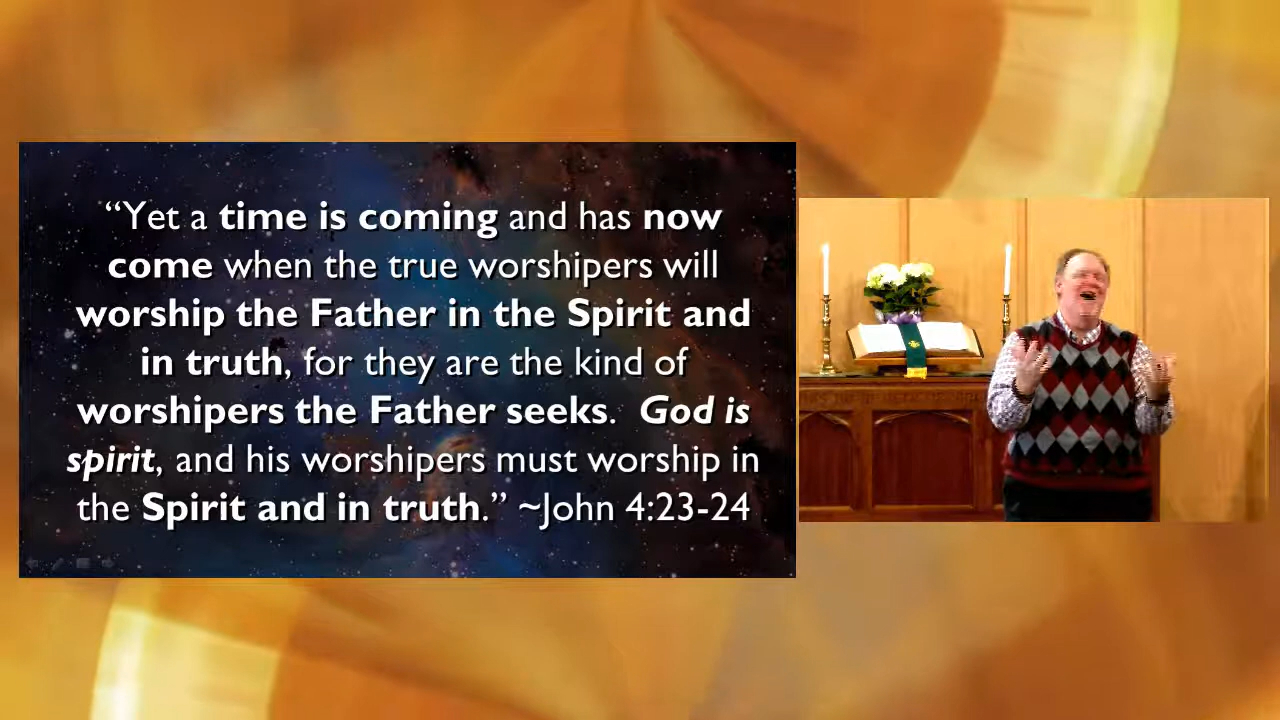 “Yet a time is coming and has now
come when the true worshipers will
worship the Father in the Spirit and
in truth, for they are the kind of
worshipers the Father seeks. God is
spirit, and his worshipers must worship in
the Spirit and in truth.” ~John 4:23-24